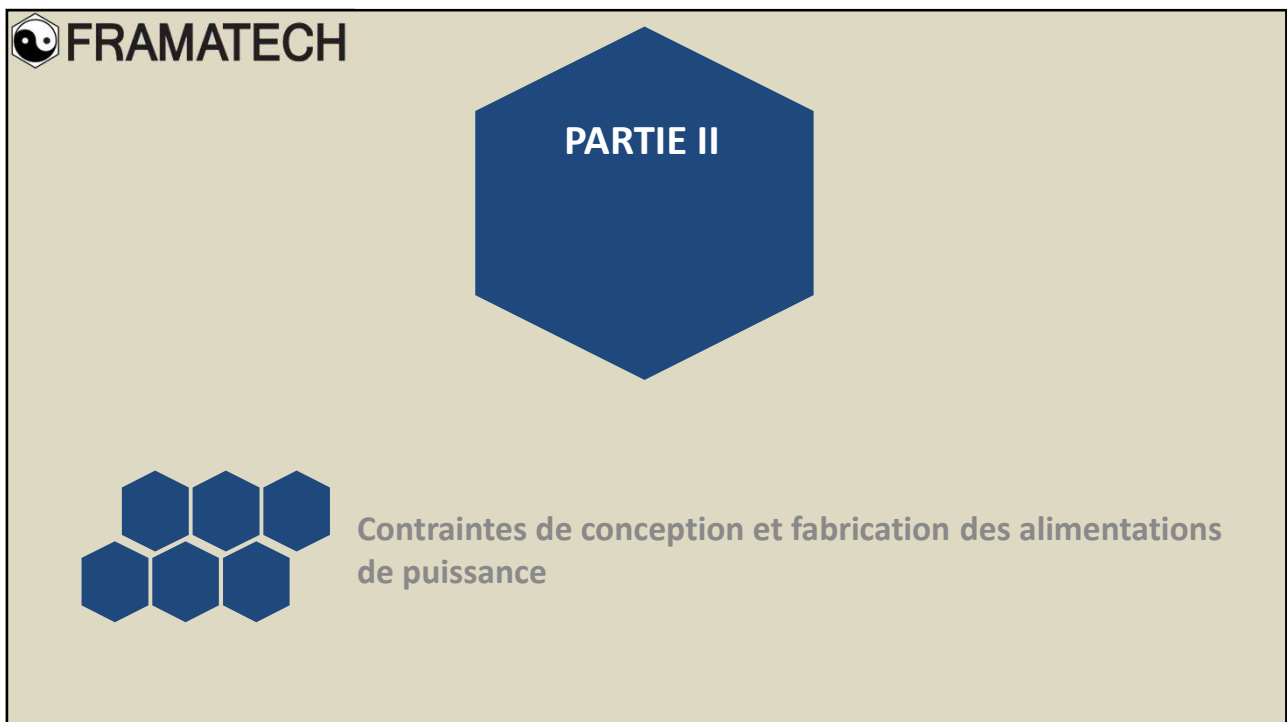 FRAMATECH
PARTIE II
Contraintes de conception et fabrication des alimentations
de puissance